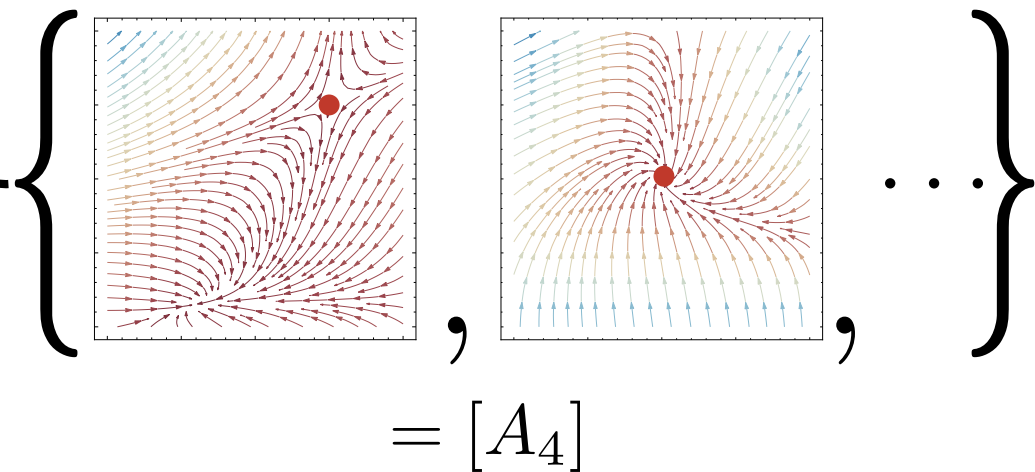 { , , ··· }
= [A₄]